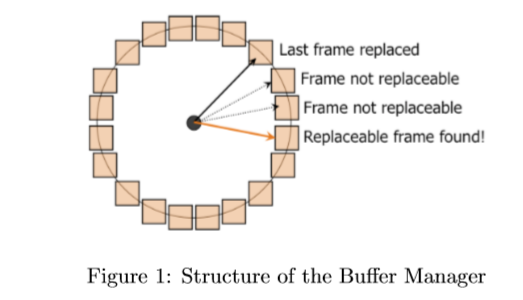 Last frame replaced
Frame not replaceable
Frame not replaceable
Replaceable frame found!
Figure 1: Structure of the Buffer Manager